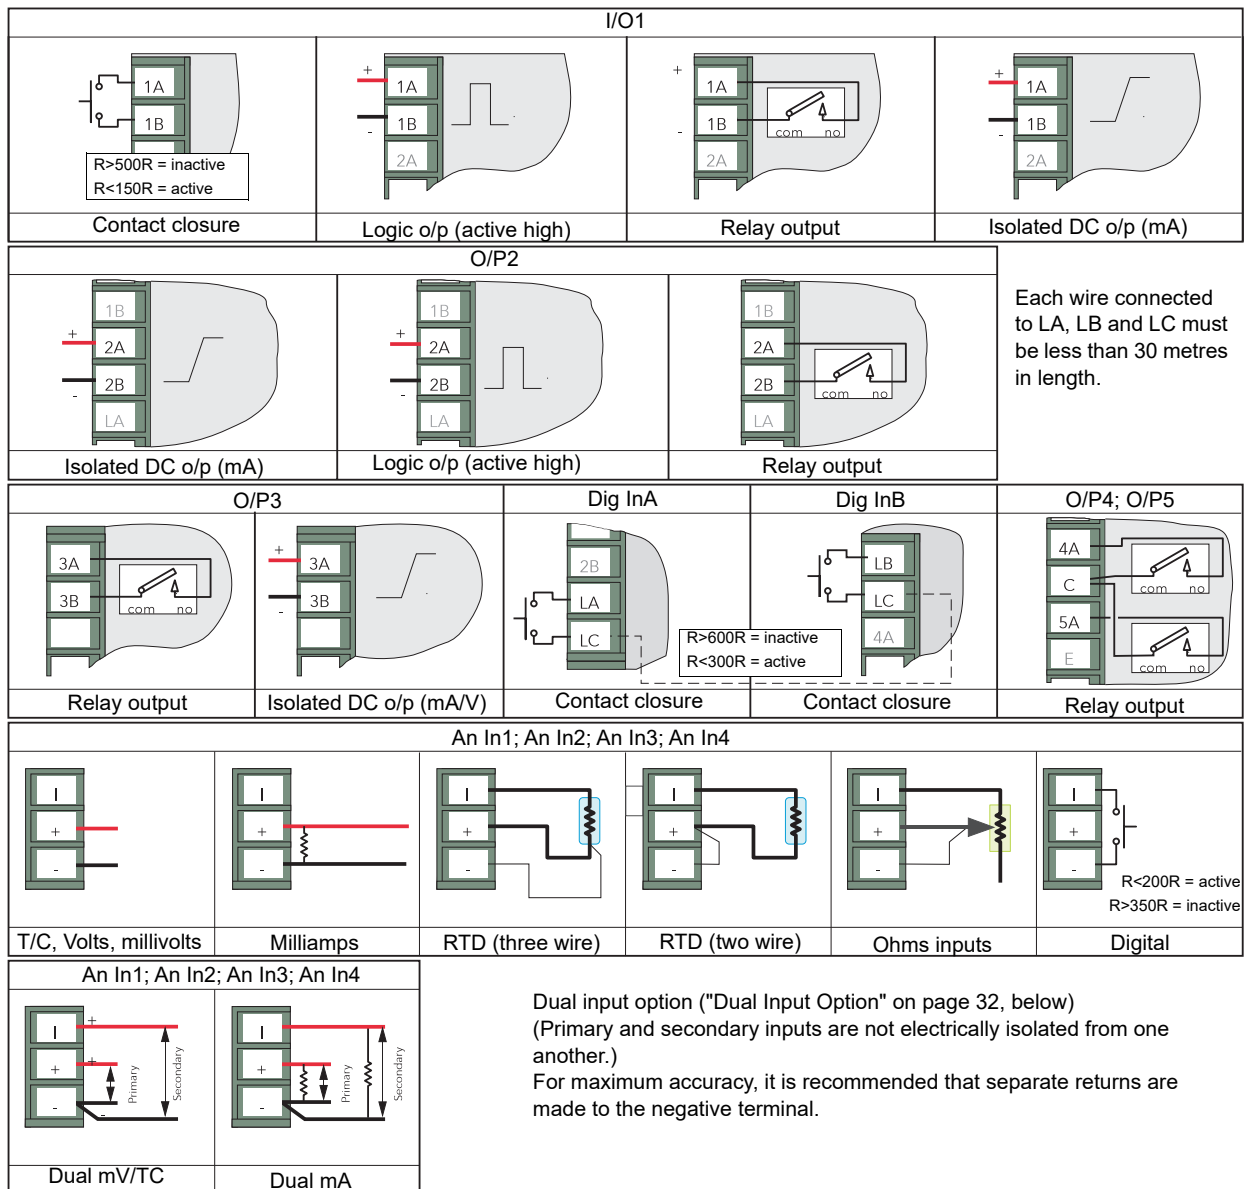 I/O1
1A
1B
R>500R = inactive
R<150R = active
Contact closure
+
-
1A
1B
2A
Logic o/p (active high)
+
-
1A
1B
2A
com no
Relay output
+
-
1A
1B
2A
Isolated DC o/p (mA)
O/P2
1B
+
2A
2B
-
LA
Isolated DC o/p (mA)
1B
+
2A
2B
-
LA
Logic o/p (active high)
1B
2A
2B
LA
com no
Relay output
Each wire connected
to LA, LB and LC must
be less than 30 metres
in length.
O/P3
3A
3B
com no
Relay output
+
3A
3B
-
Isolated DC o/p (mA/V)
Dig InA
2B
LA
LC
Contact closure
R>600R = inactive
R<300R = active
Dig InB
LB
LC
4A
Contact closure
O/P4; O/P5
4A
C
5A
E
com no
com no
Relay output
An In1; An In2; An In3; An In4
I
+
-
T/C, Volts, millivolts
I
+
-
Milliamps
I
+
-
RTD (three wire)
I
+
-
RTD (two wire)
I
+
-
Ohms inputs
I
+
-
R<200R = active
R>350R = inactive
Digital
An In1; An In2; An In3; An In4
I
+
-
+
+
-
Primary
Secondary
Dual mV/TC
I
+
-
Primary
Secondary
Dual mA
Dual input option ("Dual Input Option" on page 32, below)
(Primary and secondary inputs are not electrically isolated from one
another.)
For maximum accuracy, it is recommended that separate returns are
made to the negative terminal.